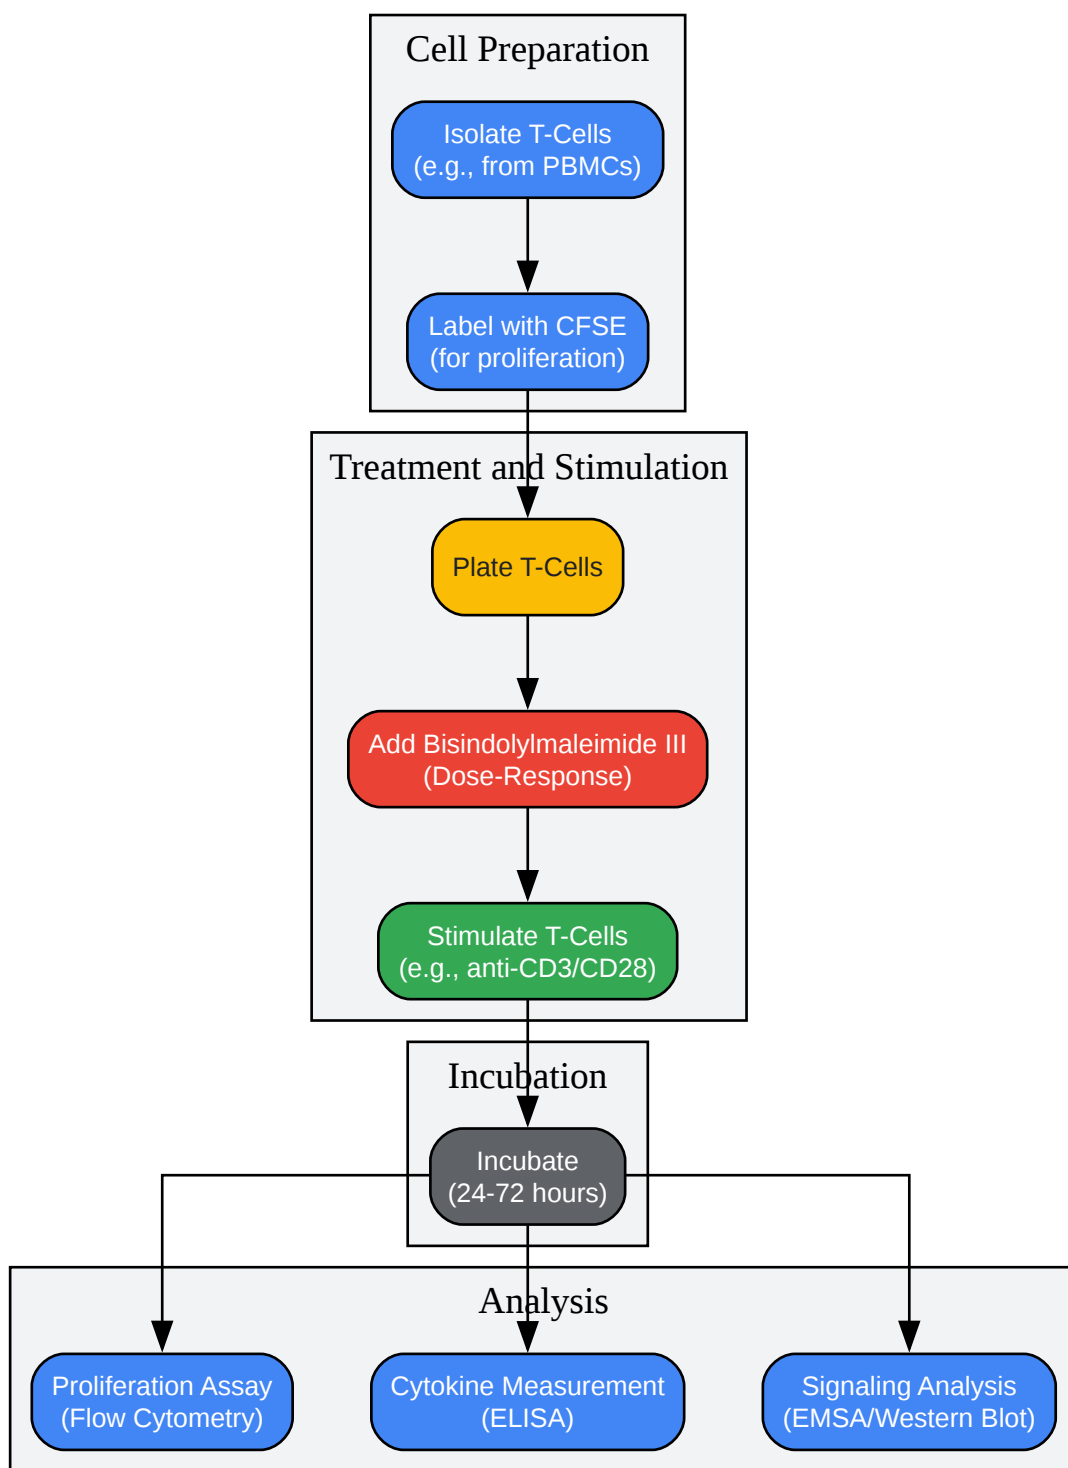 Cell Preparation
Isolate T-Cells
(e.g., from PBMCs)
Label with CFSE
(for proliferation)
Treatment and Stimulation
Plate T-Cells
Add Bisindolylmaleimide III
(Dose-Response)
Stimulate T-Cells
(e.g., anti-CD3/CD28)
Incubation
Incubate
(24-72 hours)
Analysis
Proliferation Assay
(Flow Cytometry)
Cytokine Measurement
(ELISA)
Signaling Analysis
(EMSA/Western Blot)